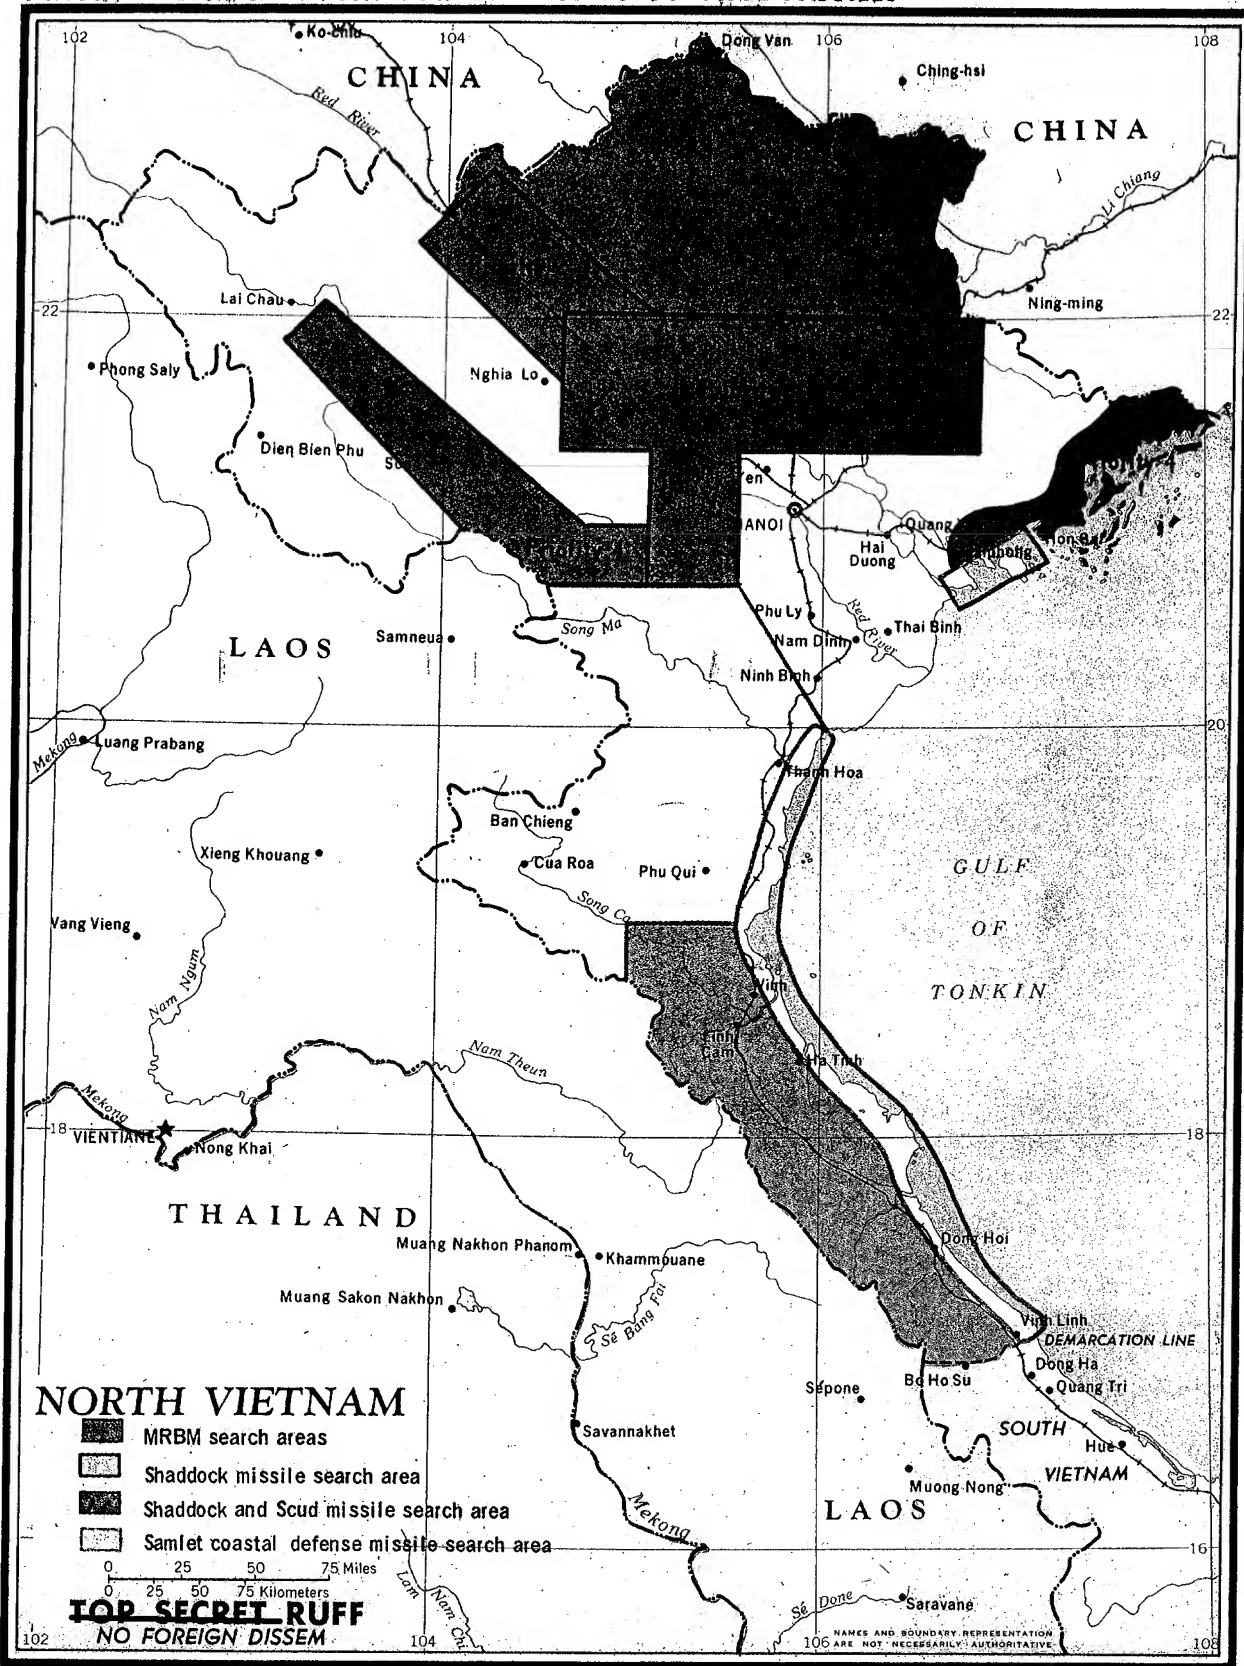 102
104
106
108
Ko-chiu
Dong Van
Ching-hsi
CHINA
CHINA
Red River
Li Chiang
Lai Chau
Ning-ming
22
22
Phong Saly
Nghia Lo
Dien Bien Phu
HANOI
Quang
Hai
Duong
Phu Ly
Red River
Thai Binh
Nam Dinh
Song Ma
Samneua
LAOS
Ninh Binh
20
Mekong
Luang Prabang
Thanh Hoa
Ban Chieng
Xieng Khouang
Cua Roa
Phu Qui
GULF
OF
TONKIN
Song Ca
Vang Vieng
Nam Ngum
Vinh
Linh
Cam
Ha Tinh
Nam Theun
Mekong
18
18
VIENTIANE
Nong Khai
THAILAND
Muang Nakhon Phanom
Khammouane
Dong Hoi
Muang Sakon Nakhon
Sé Bang Fai
Vinh Linh
DEMARCATION LINE
Dong Ha
Bo Ho Su
Quang Tri
Sépone
NORTH VIETNAM
MRBM search areas
Shaddock missile search area
Shaddock and Scud missile search area
Samlet coastal defense missile search area
Savannakhet
SOUTH
VIETNAM
Hue
Muong Nong
LAOS
Mekong
16
0 25 50 75 Miles
0 25 50 75 Kilometers
TOP SECRET RUFF
NO FOREIGN DISSEM
Nam Chi
Lam
Sé Done
Saravane
NAMES AND BOUNDARY REPRESENTATION
ARE NOT NECESSARILY AUTHORITATIVE
102
104
106
108